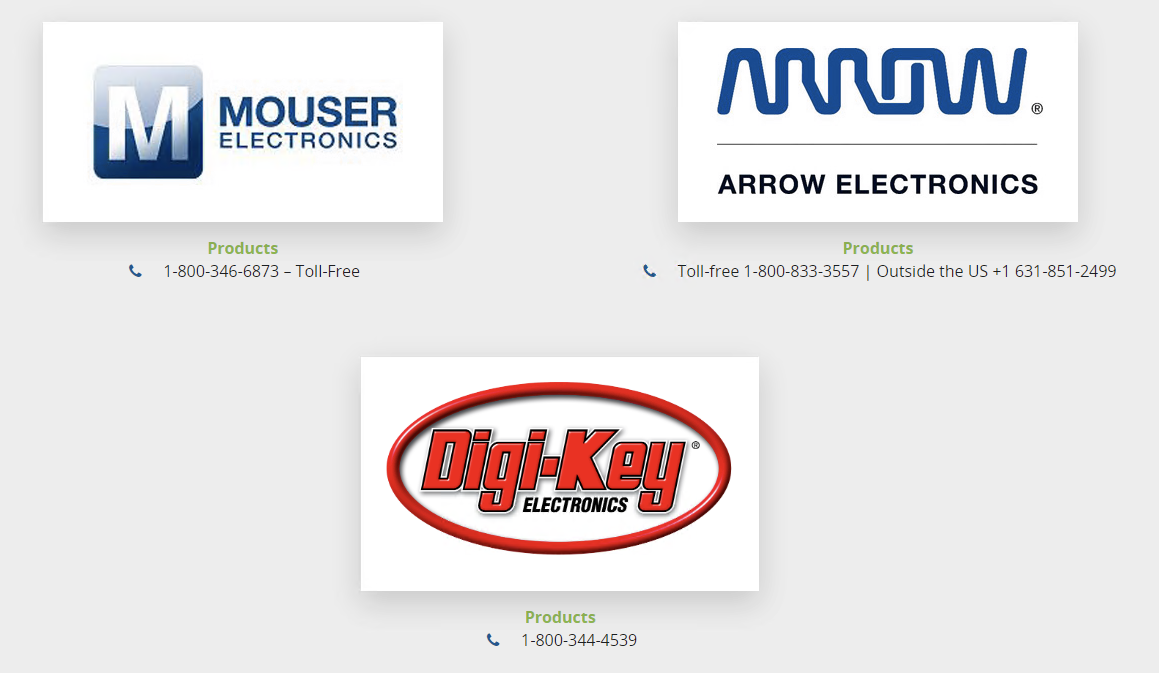 M
MOUSER
ELECTRONICS
Products
1-800-346-6873 – Toll-Free
ARROW®
ARROW ELECTRONICS
Products
Toll-free 1-800-833-3557 | Outside the US +1 631-851-2499
Digi-Key®
ELECTRONICS
Products
1-800-344-4539